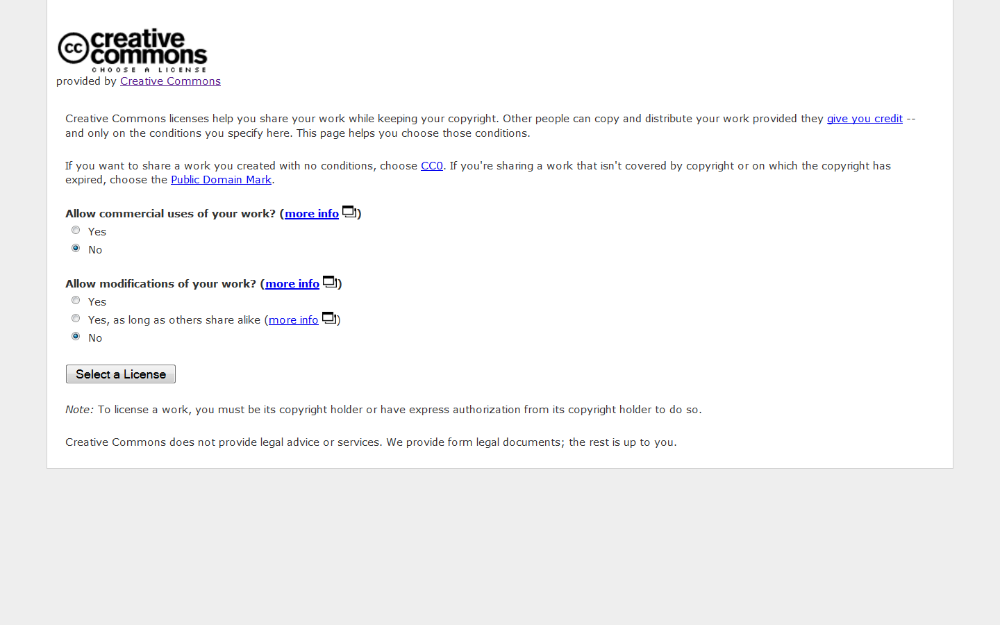 cc creative
commons
CHOOSE A LICENSE
provided by Creative Commons
Creative Commons licenses help you share your work while keeping your copyright. Other people can copy and distribute your work provided they give you credit --
and only on the conditions you specify here. This page helps you choose those conditions.
If you want to share a work you created with no conditions, choose CC0. If you're sharing a work that isn't covered by copyright or on which the copyright has
expired, choose the Public Domain Mark.
Allow commercial uses of your work? (more info)
Yes
No
Allow modifications of your work? (more info)
Yes
Yes, as long as others share alike (more info)
No
Select a License
Note: To license a work, you must be its copyright holder or have express authorization from its copyright holder to do so.
Creative Commons does not provide legal advice or services. We provide form legal documents; the rest is up to you.